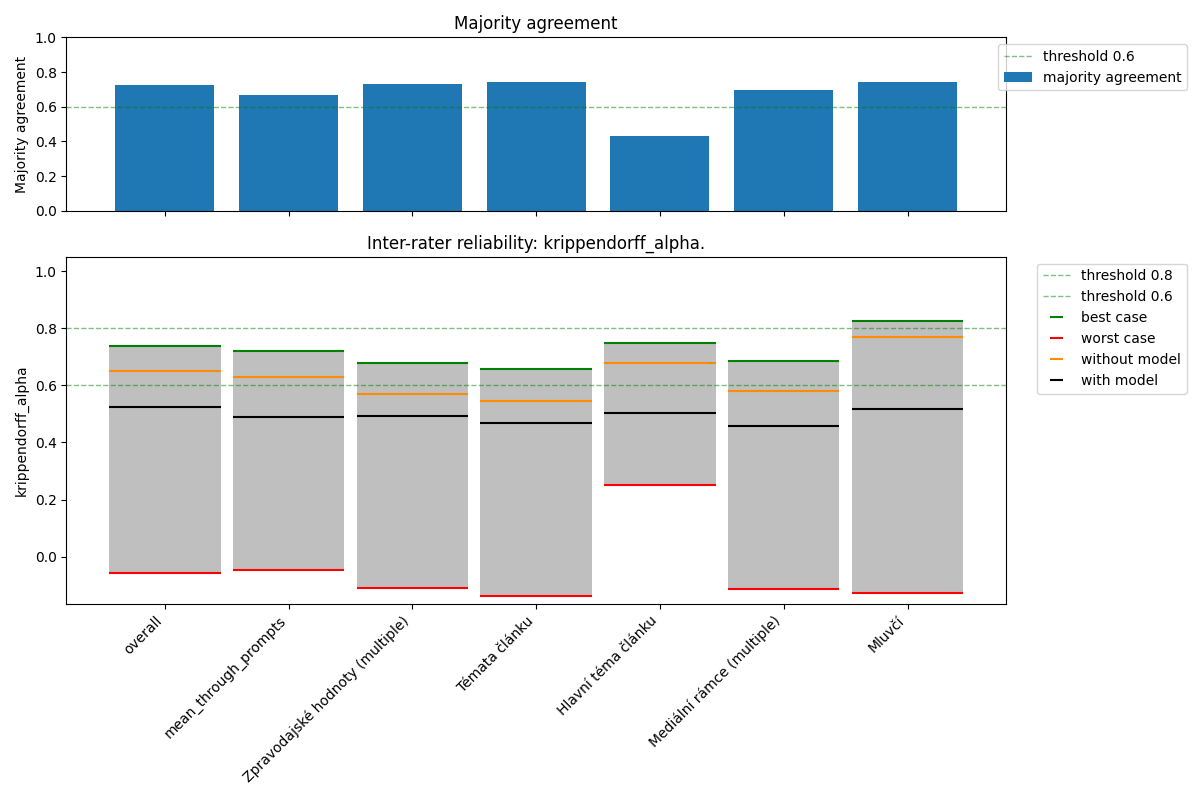 Majority agreement
Majority agreement
1.0
0.8
0.6
0.4
0.2
0.0
threshold 0.6
majority agreement
Inter-rater reliability: krippendorff_alpha.
krippendorff_alpha
1.0
0.8
0.6
0.4
0.2
0.0
threshold 0.8
threshold 0.6
best case
worst case
without model
with model
overall
mean_through_prompts
Zpravodajské hodnoty (multiple)
Témata článku
Hlavní téma článku
Mediální rámce (multiple)
Mluvčí